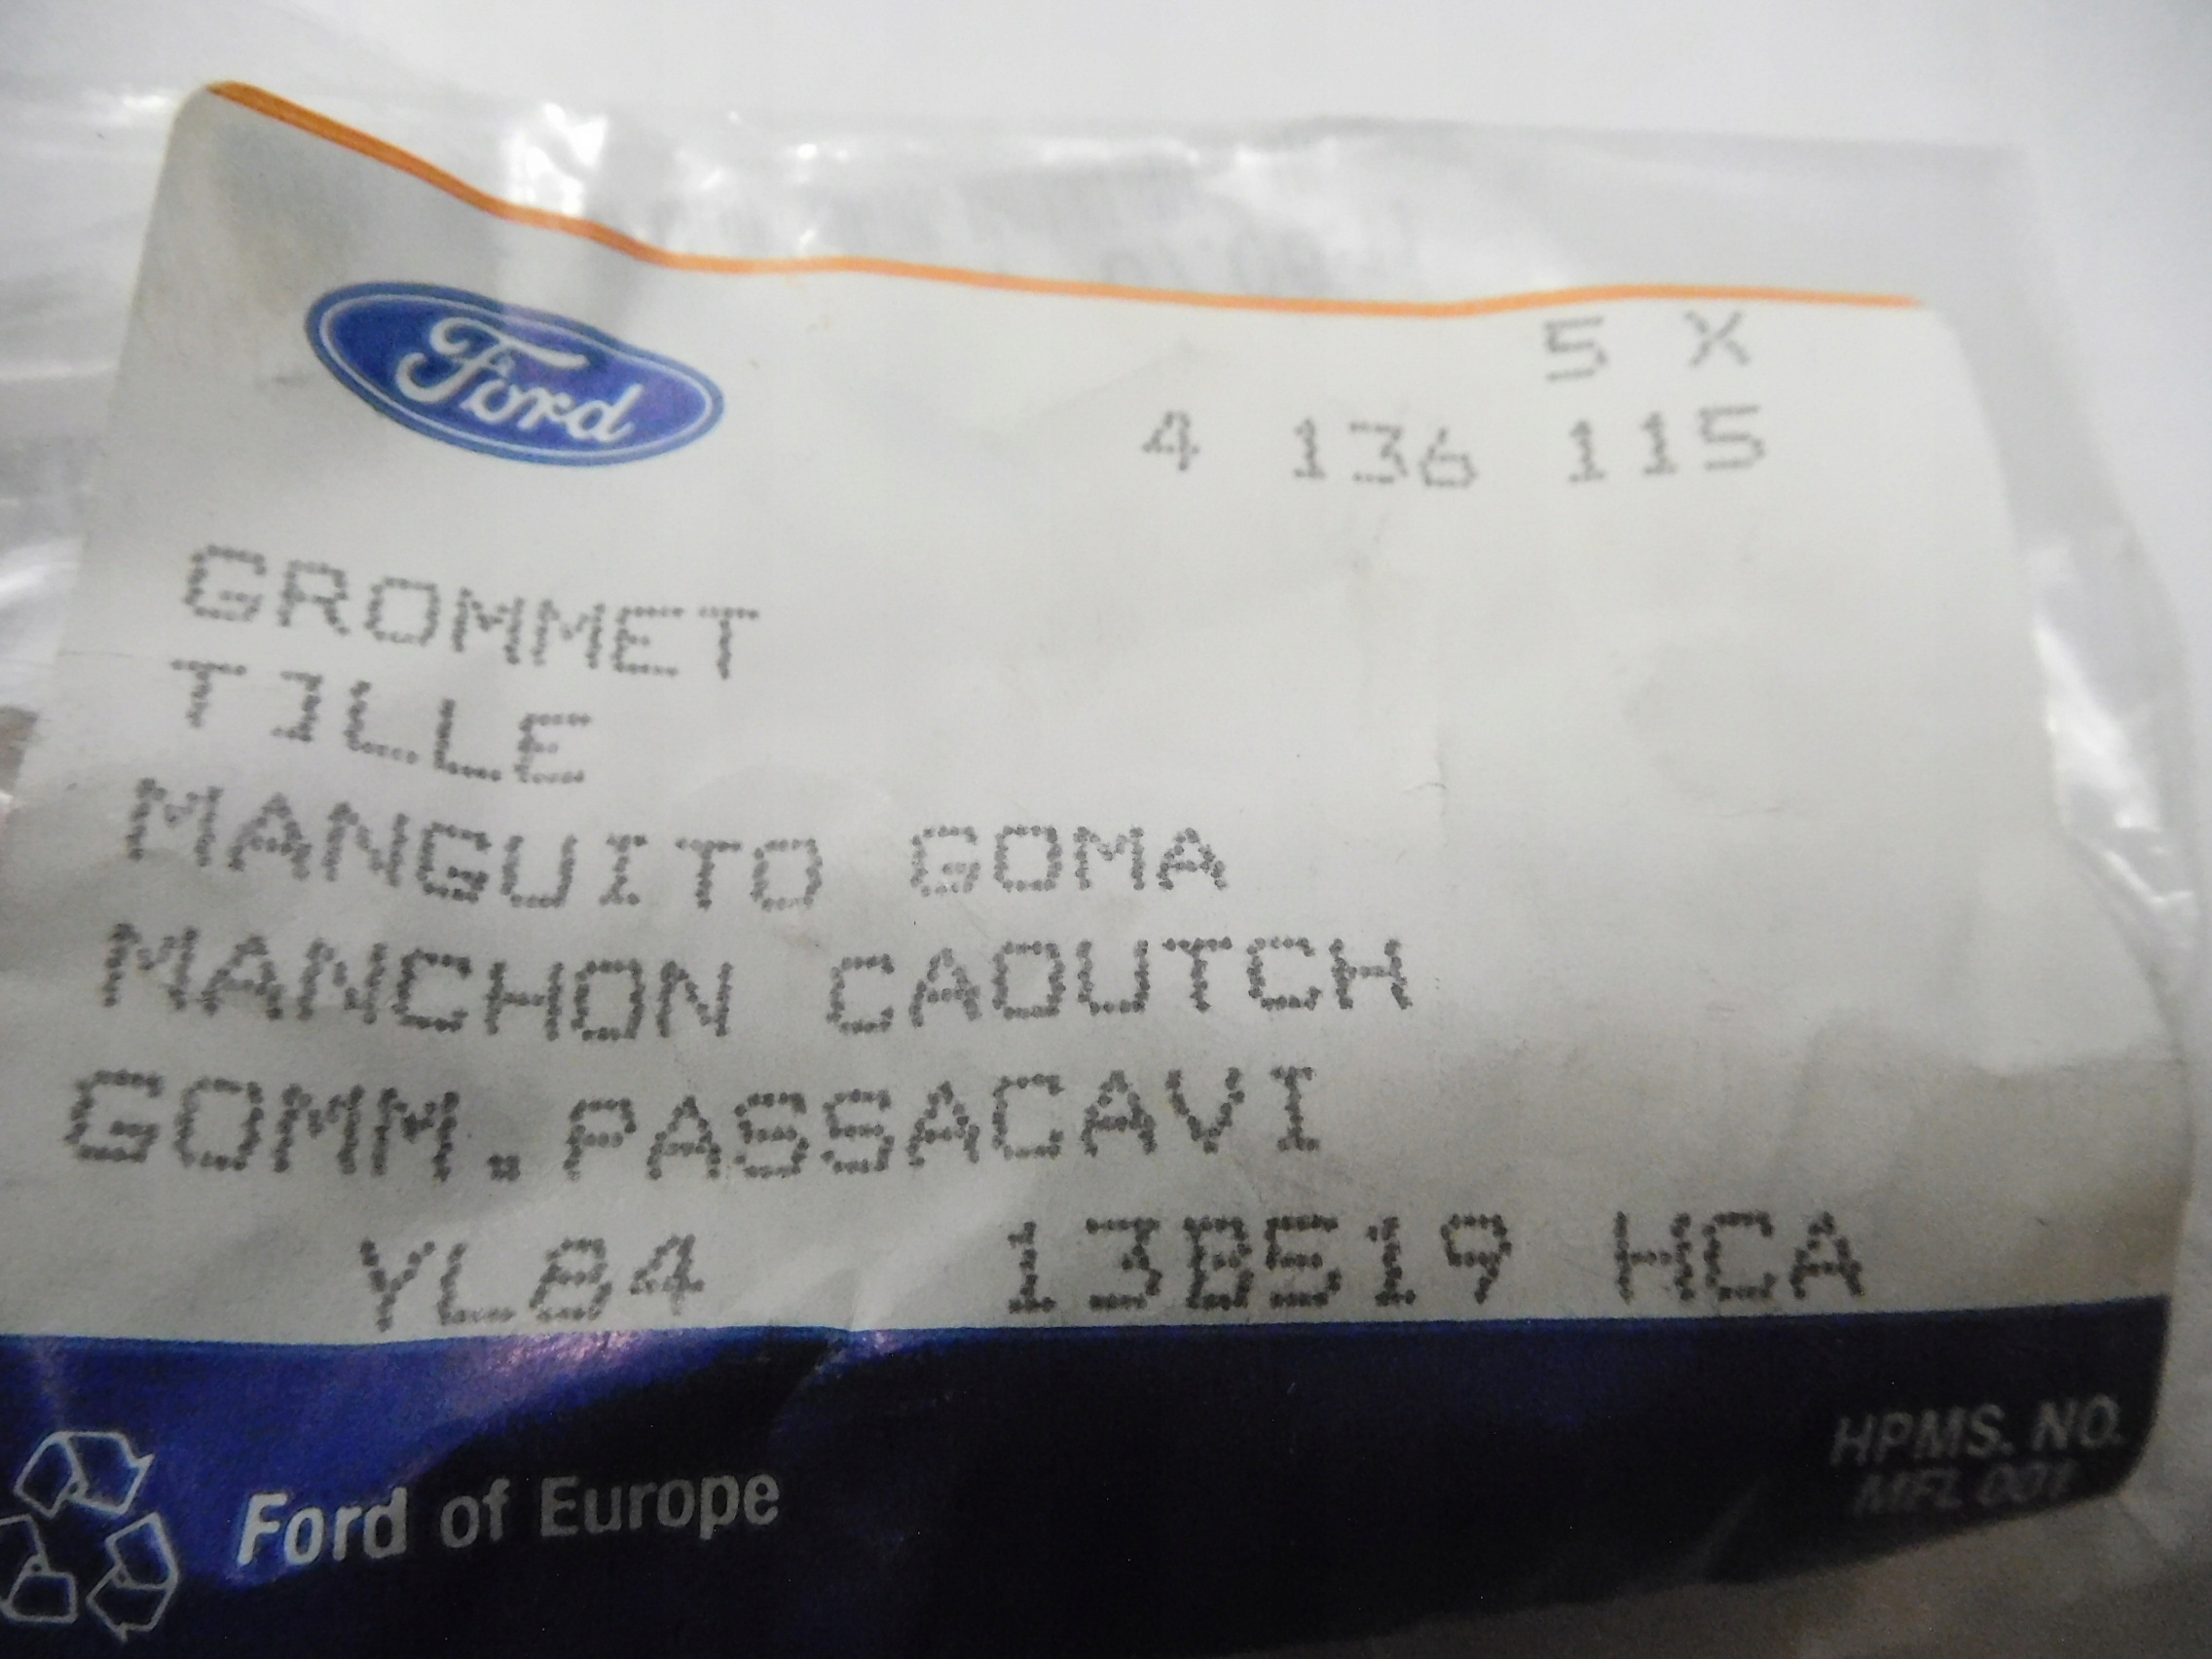 5 X
Ford
4 136 115
GROMMET
TILLE
MANGUITO GOMA
MANCHON CAOUTCH
GOMM.PASSACAVI
YL84 13B519 HCA
HPMS. NO.
MFL 001
Ford of Europe